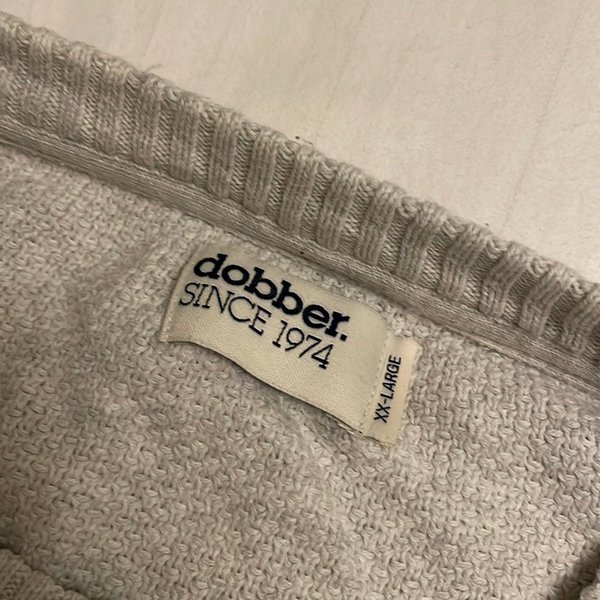 dobber.
SINCE 1974
XX-LARGE